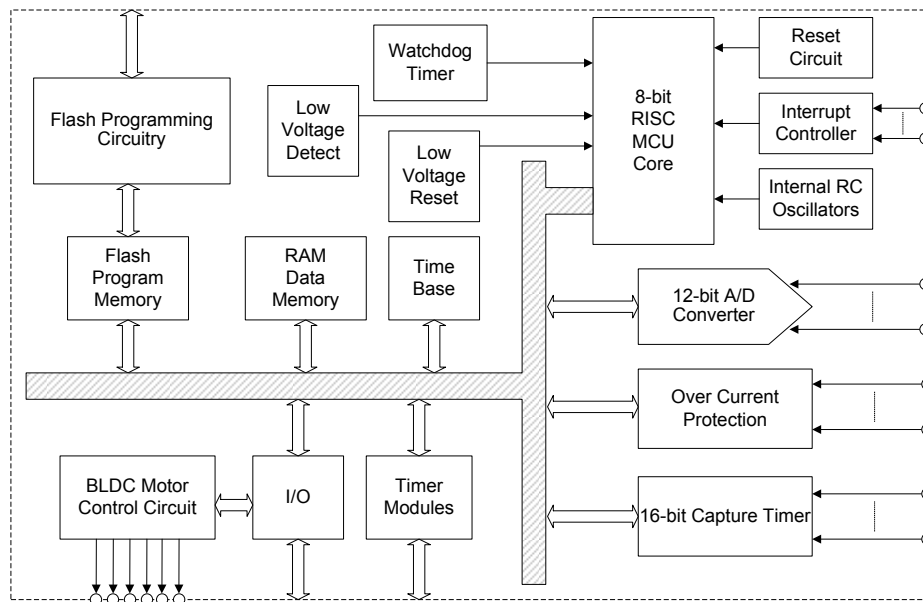 Watchdog
Timer
Reset
Circuit
Flash Programming
Circuitry
Low
Voltage
Detect
8-bit
RISC
MCU
Core
Interrupt
Controller
Low
Voltage
Reset
Internal RC
Oscillators
Flash
Program
Memory
RAM
Data
Memory
Time
Base
12-bit A/D
Converter
Over Current
Protection
BLDC Motor
Control Circuit
I/O
Timer
Modules
16-bit Capture Timer